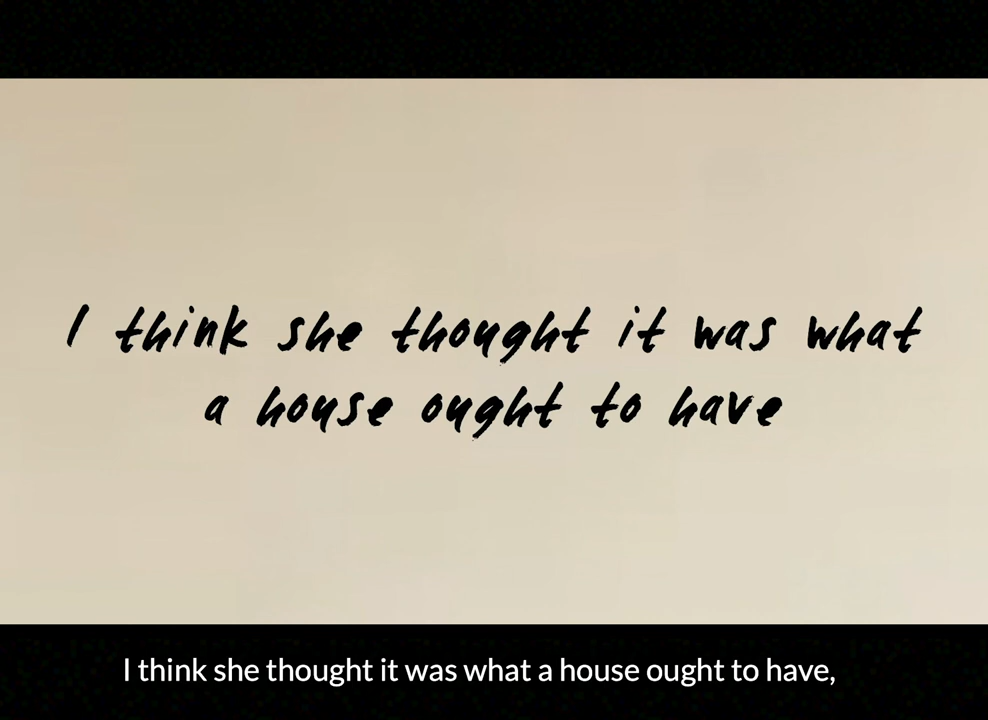 I think she thought it was what
a house ought to have
I think she thought it was what a house ought to have,